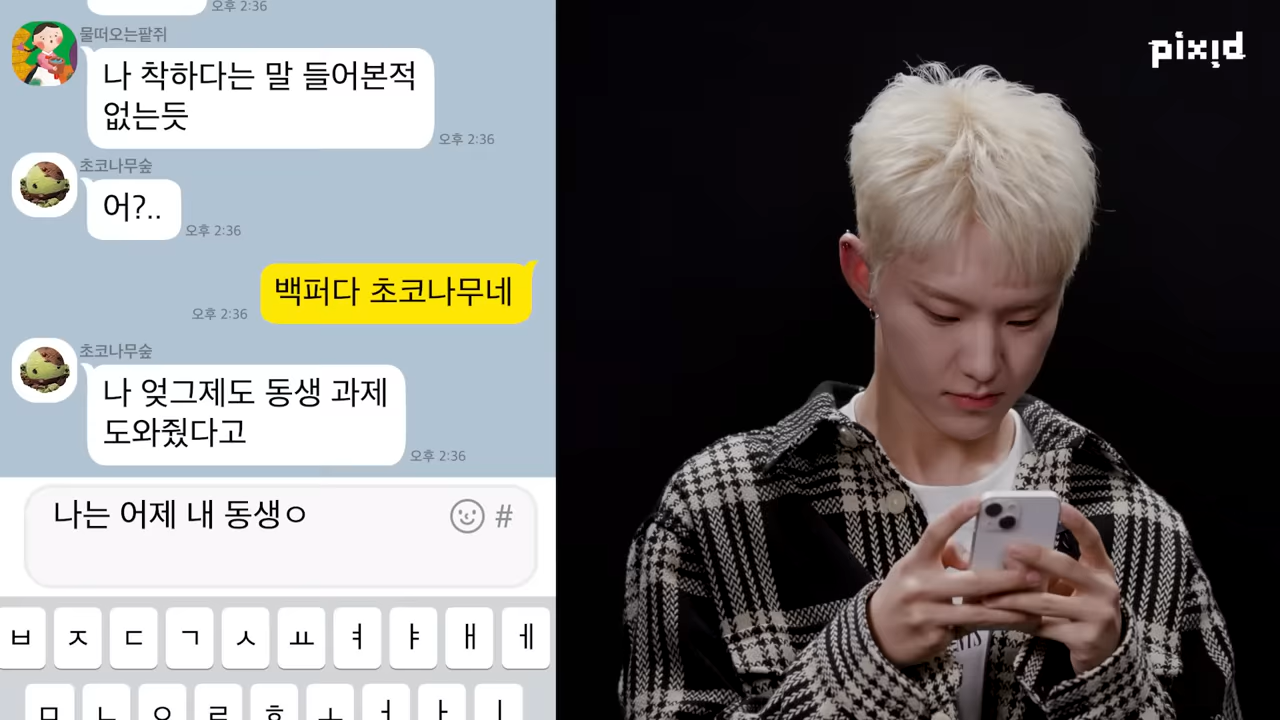 오후 2:36
물떠오는팥쥐
나 착하다는 말 들어본적
없는듯
오후 2:36
초코나무숲
어?..
오후 2:36
백퍼다 초코나무네
오후 2:36
초코나무숲
나 엊그제도 동생 과제
도와줬다고
오후 2:36
나는 어제 내 동생ㅇ
#
ㅂ ㅈ ㄷ ㄱ ㅅ ㅛ ㅕ ㅑ ㅐ ㅔ
ㅁ ㄴ ㅇ ㄹ ㅎ ㅗ ㅓ ㅏ ㅣ
pixid